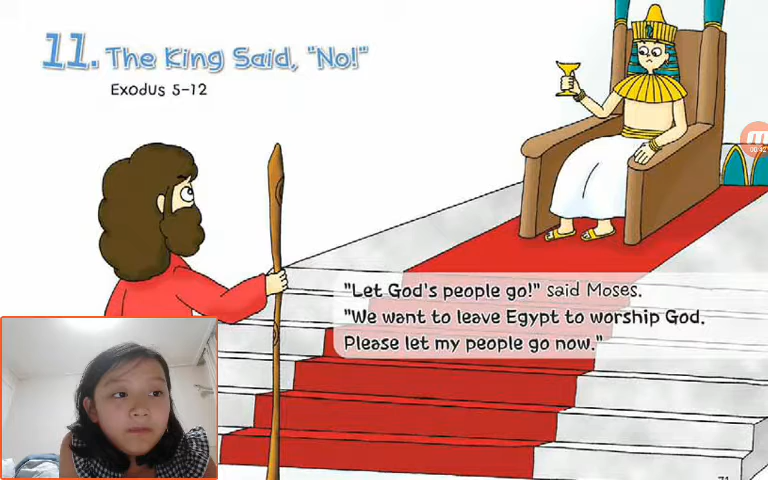 11. The King Said, "No!"
Exodus 5-12
"Let God's people go!" said Moses.
"We want to leave Egypt to worship God.
Please let my people go now."